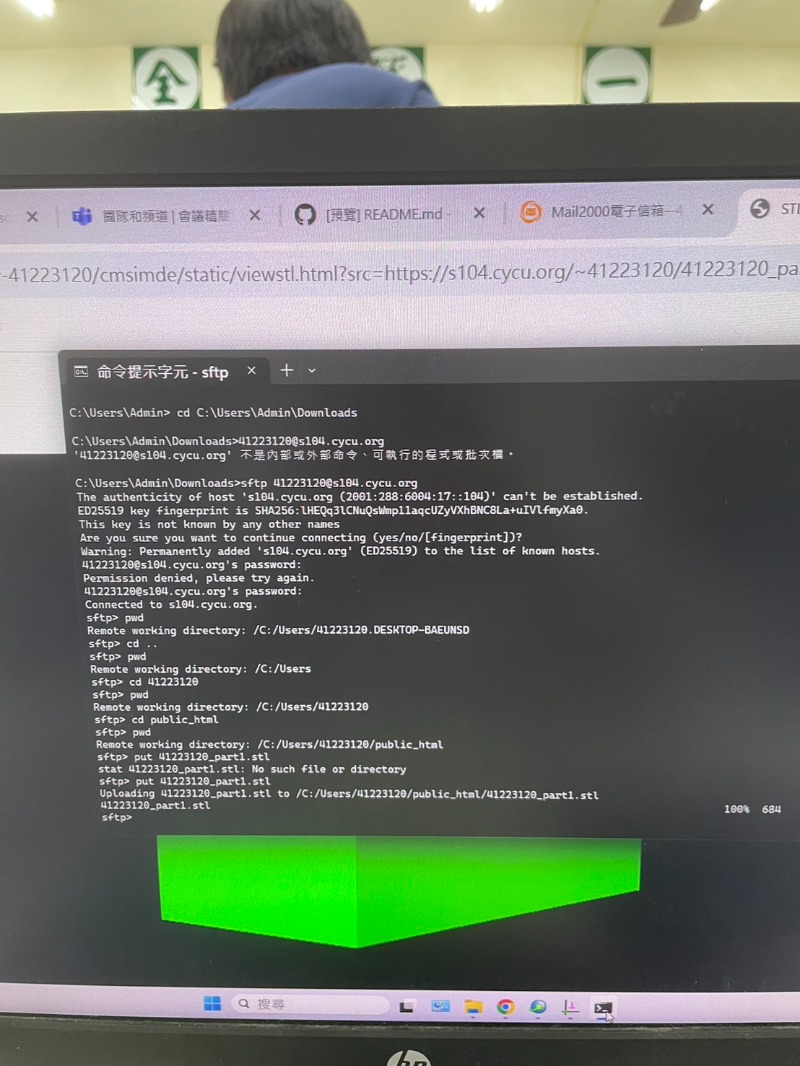 全
一
團隊和頻道 | 會議精簡
[預覽] README.md -
Mail2000電子信箱--
-41223120/cmsimde/static/viewstl.html?src=https://s104.cycu.org/~41223120/41223120_pa
命令提示字元 - sftp
C:\Users\Admin> cd C:\Users\Admin\Downloads
C:\Users\Admin\Downloads>41223120@s104.cycu.org
'41223120@s104.cycu.org' 不是內部或外部命令、可執行的程式或批次檔。
C:\Users\Admin\Downloads>sftp 41223120@s104.cycu.org
The authenticity of host 's104.cycu.org (2001:288:6004:17::104)' can't be established.
ED25519 key fingerprint is SHA256:lHEQq3lCNuQsWmp11aqcUZyVXhBNC8La+uIVlfmyXa0.
This key is not known by any other names
Are you sure you want to continue connecting (yes/no/[fingerprint])?
Warning: Permanently added 's104.cycu.org' (ED25519) to the list of known hosts.
41223120@s104.cycu.org's password:
Permission denied, please try again.
41223120@s104.cycu.org's password:
Connected to s104.cycu.org.
sftp> pwd
Remote working directory: /C:/Users/41223120.DESKTOP-BAEUNSD
sftp> cd ..
sftp> pwd
Remote working directory: /C:/Users
sftp> cd 41223120
sftp> pwd
Remote working directory: /C:/Users/41223120
sftp> cd public_html
sftp> pwd
Remote working directory: /C:/Users/41223120/public_html
sftp> put 41223120_part1.stl
stat 41223120_part1.stl: No such file or directory
sftp> put 41223120_part1.stl
Uploading 41223120_part1.stl to /C:/Users/41223120/public_html/41223120_part1.stl
41223120_part1.stl 100% 684
sftp>
搜尋
hp